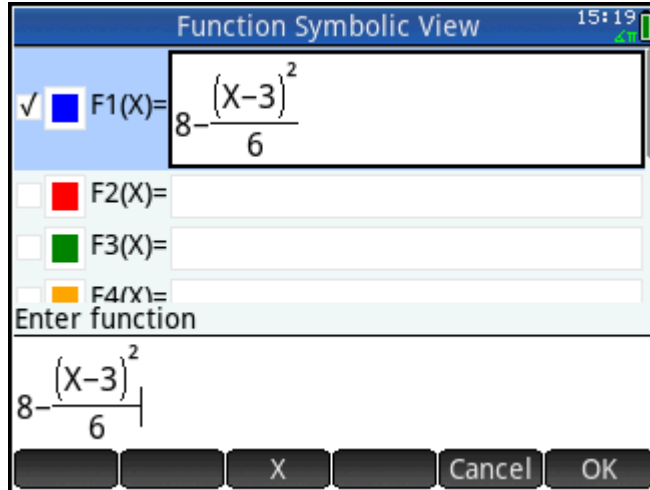 Function Symbolic View 15:19
∡π
√ F1(X)= 8−(X−3)²/6
F2(X)=
F3(X)=
F4(X)=
Enter function
8−(X−3)²/6
X Cancel OK